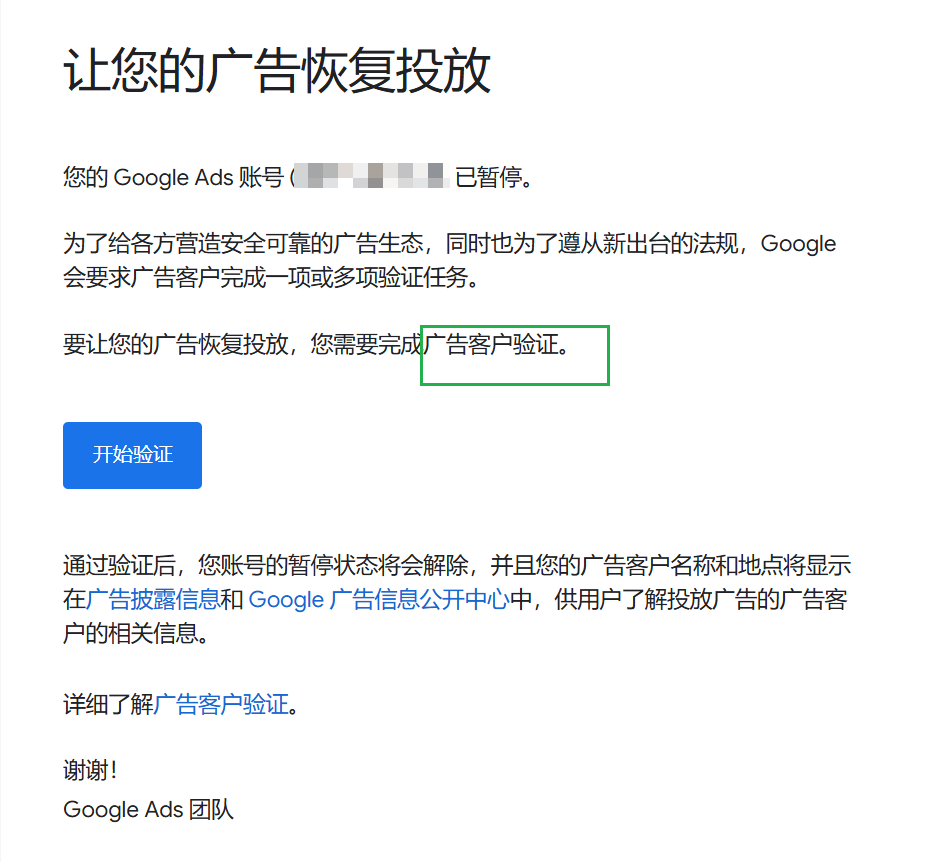 让您的广告恢复投放
您的 Google Ads 账号 ( 已暂停。
为了给各方营造安全可靠的广告生态，同时也为了遵从新出台的法规，Google
会要求广告客户完成一项或多项验证任务。
要让您的广告恢复投放，您需要完成广告客户验证。
开始验证
通过验证后，您账号的暂停状态将会解除，并且您的广告客户名称和地点将显示
在广告披露信息和 Google 广告信息公开中心中，供用户了解投放广告的广告客
户的相关信息。
详细了解广告客户验证。
谢谢！
Google Ads 团队